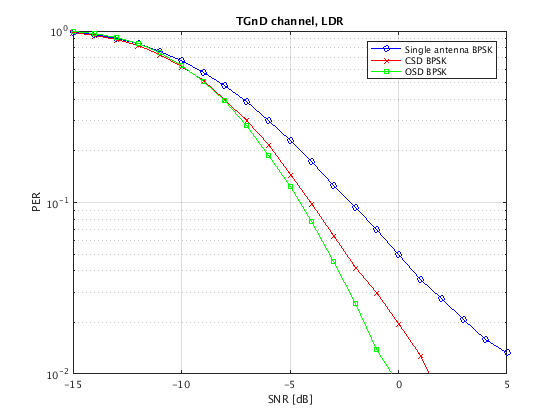 TGnD channel, LDR
10^0
10^-1
10^-2
PER
Single antenna BPSK
CSD BPSK
OSD BPSK
-15
-10
-5
0
5
SNR [dB]